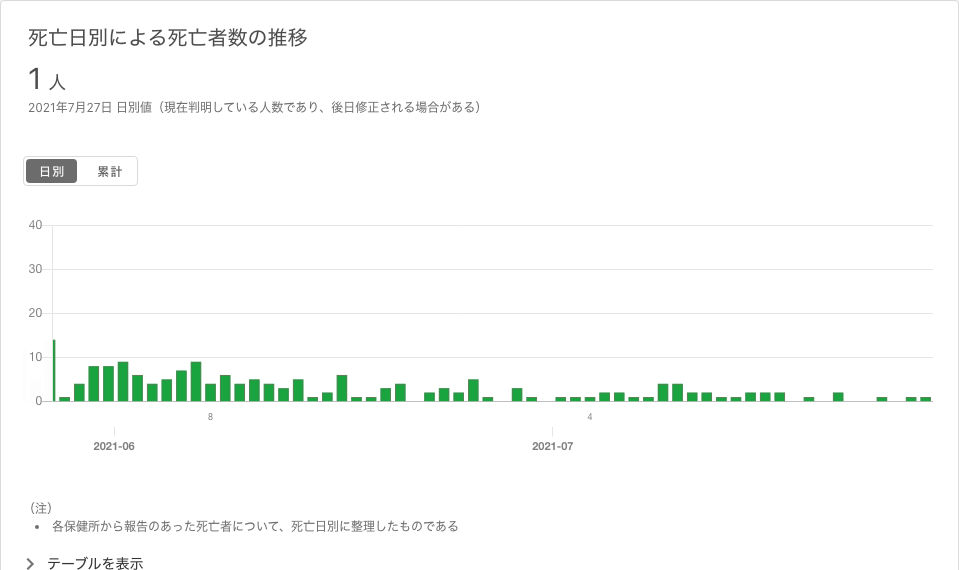 死亡日別による死亡者数の推移
1 人
2021年7月27日 日別値（現在判明している人数であり、後日修正される場合がある）
日別 累計
40
30
20
10
0
8 4
2021-06 2021-07
（注）
• 各保健所から報告のあった死亡者について、死亡日別に整理したものである
テーブルを表示